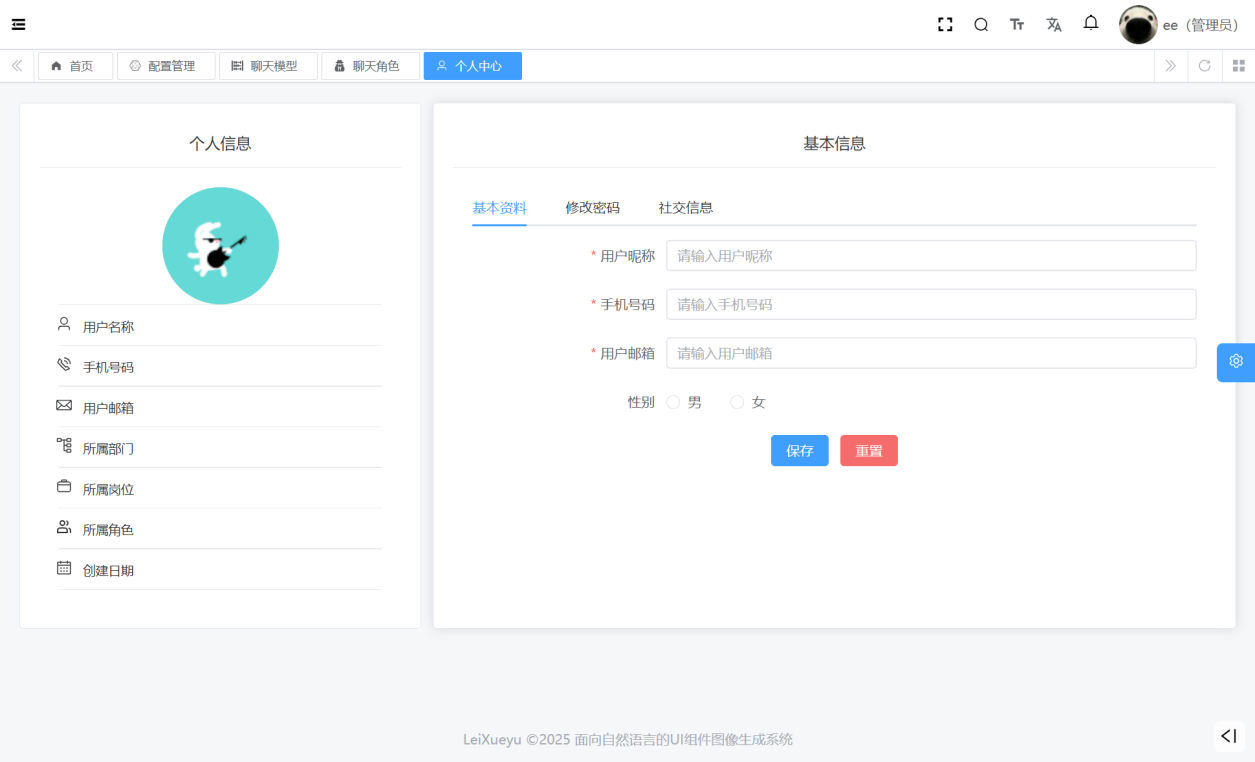 ee（管理员）
首页
配置管理
聊天模型
聊天角色
个人中心
个人信息
用户名称
手机号码
用户邮箱
所属部门
所属岗位
所属角色
创建日期
基本信息
基本资料 修改密码 社交信息
* 用户昵称 请输入用户昵称
* 手机号码 请输入手机号码
* 用户邮箱 请输入用户邮箱
性别 男 女
保存 重置
LeiXueyu ©2025 面向自然语言的UI组件图像生成系统